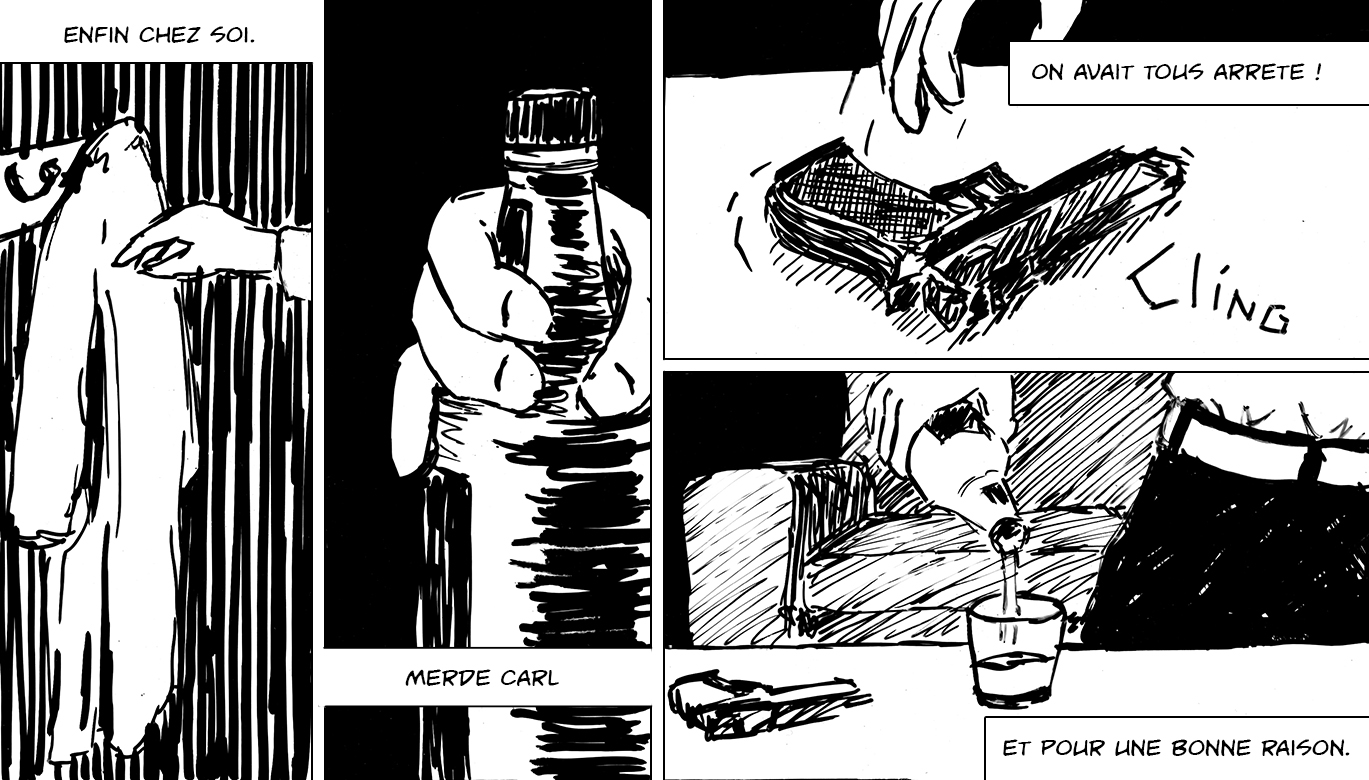 ENFIN CHEZ SOI.
MERDE CARL
ON AVAIT TOUS ARRETE !
CLING
ET POUR UNE BONNE RAISON.